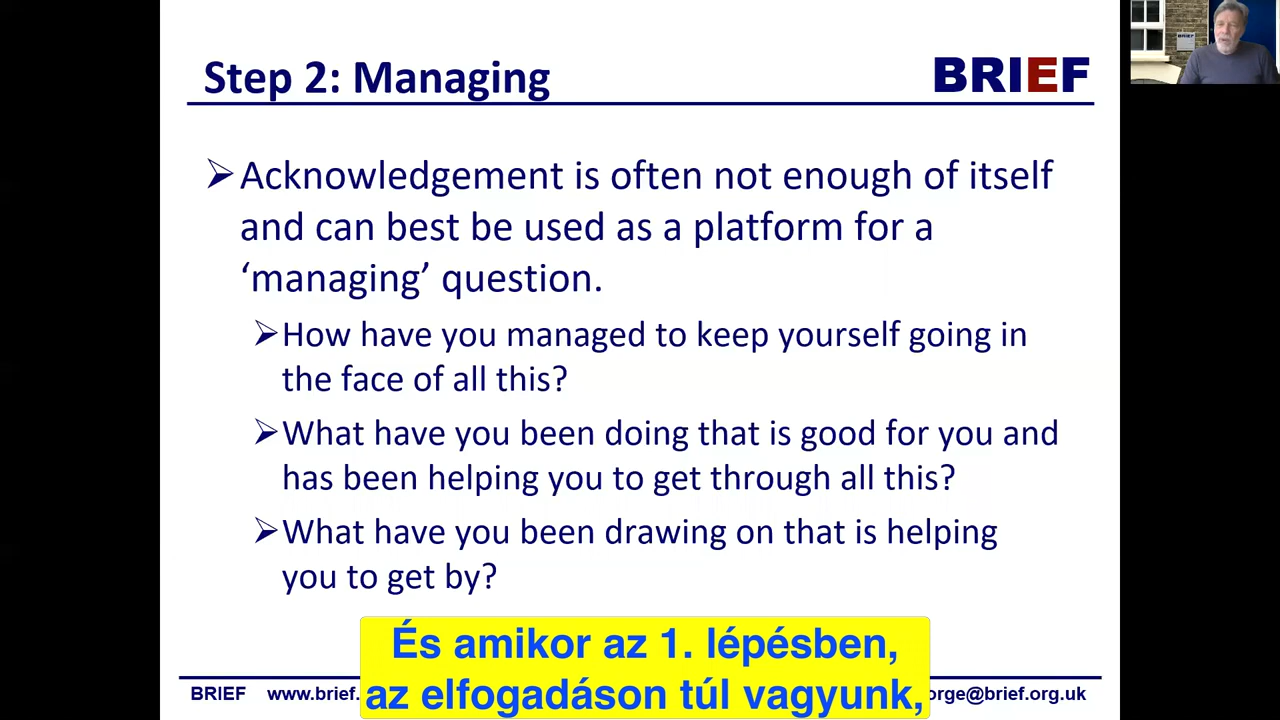 Step 2: Managing
BRIEF
BRIEF
➢Acknowledgement is often not enough of itself
and can best be used as a platform for a
‘managing’ question.
➢How have you managed to keep yourself going in
the face of all this?
➢What have you been doing that is good for you and
has been helping you to get through all this?
➢What have you been drawing on that is helping
you to get by?
És amikor az 1. lépésben,
az elfogadáson túl vagyunk,
BRIEF www.brief. orge@brief.org.uk